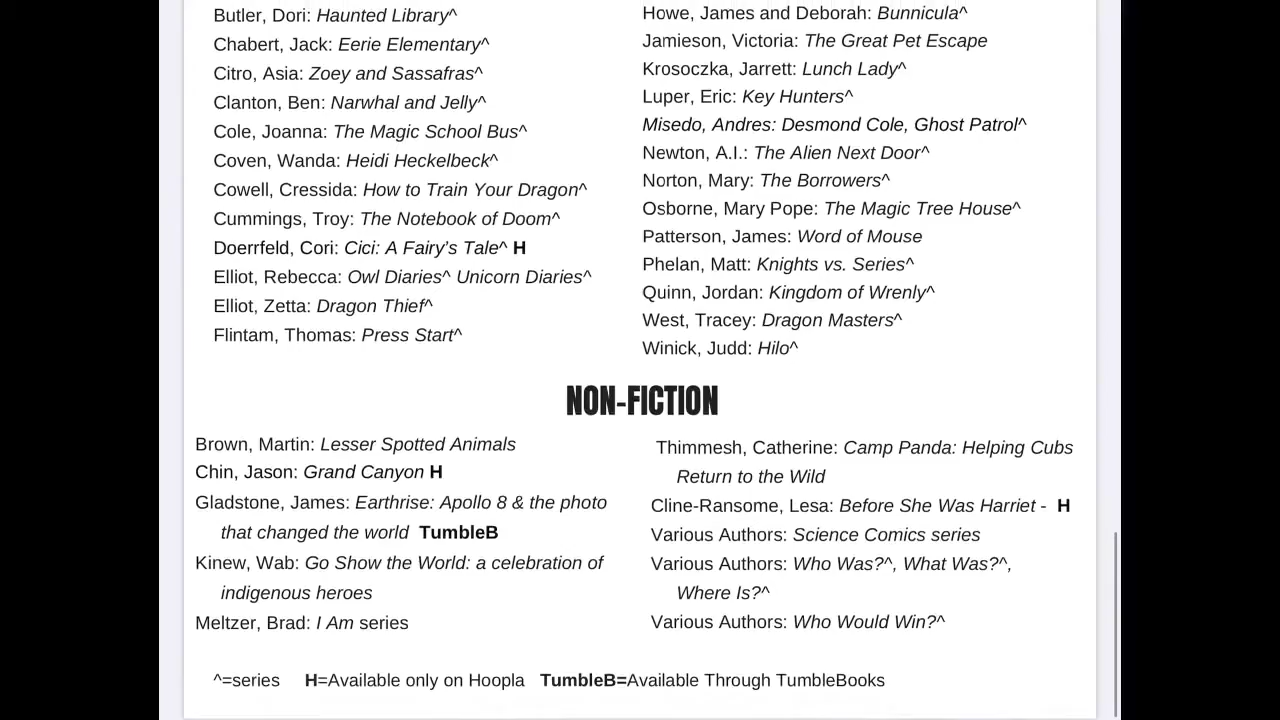 Butler, Dori: Haunted Library^
Chabert, Jack: Eerie Elementary^
Citro, Asia: Zoey and Sassafras^
Clanton, Ben: Narwhal and Jelly^
Cole, Joanna: The Magic School Bus^
Coven, Wanda: Heidi Heckelbeck^
Cowell, Cressida: How to Train Your Dragon^
Cummings, Troy: The Notebook of Doom^
Doerrfeld, Cori: Cici: A Fairy's Tale^ H
Elliot, Rebecca: Owl Diaries^ Unicorn Diaries^
Elliot, Zetta: Dragon Thief^
Flintam, Thomas: Press Start^
Howe, James and Deborah: Bunnicula^
Jamieson, Victoria: The Great Pet Escape
Krosoczka, Jarrett: Lunch Lady^
Luper, Eric: Key Hunters^
Misedo, Andres: Desmond Cole, Ghost Patrol^
Newton, A.I.: The Alien Next Door^
Norton, Mary: The Borrowers^
Osborne, Mary Pope: The Magic Tree House^
Patterson, James: Word of Mouse
Phelan, Matt: Knights vs. Series^
Quinn, Jordan: Kingdom of Wrenly^
West, Tracey: Dragon Masters^
Winick, Judd: Hilo^
NON-FICTION
Brown, Martin: Lesser Spotted Animals
Chin, Jason: Grand Canyon H
Gladstone, James: Earthrise: Apollo 8 & the photo
that changed the world TumbleB
Kinew, Wab: Go Show the World: a celebration of
indigenous heroes
Meltzer, Brad: I Am series
Thimmesh, Catherine: Camp Panda: Helping Cubs
Return to the Wild
Cline-Ransome, Lesa: Before She Was Harriet - H
Various Authors: Science Comics series
Various Authors: Who Was?^, What Was?^,
Where Is?^
Various Authors: Who Would Win?^
^=series H=Available only on Hoopla TumbleB=Available Through TumbleBooks